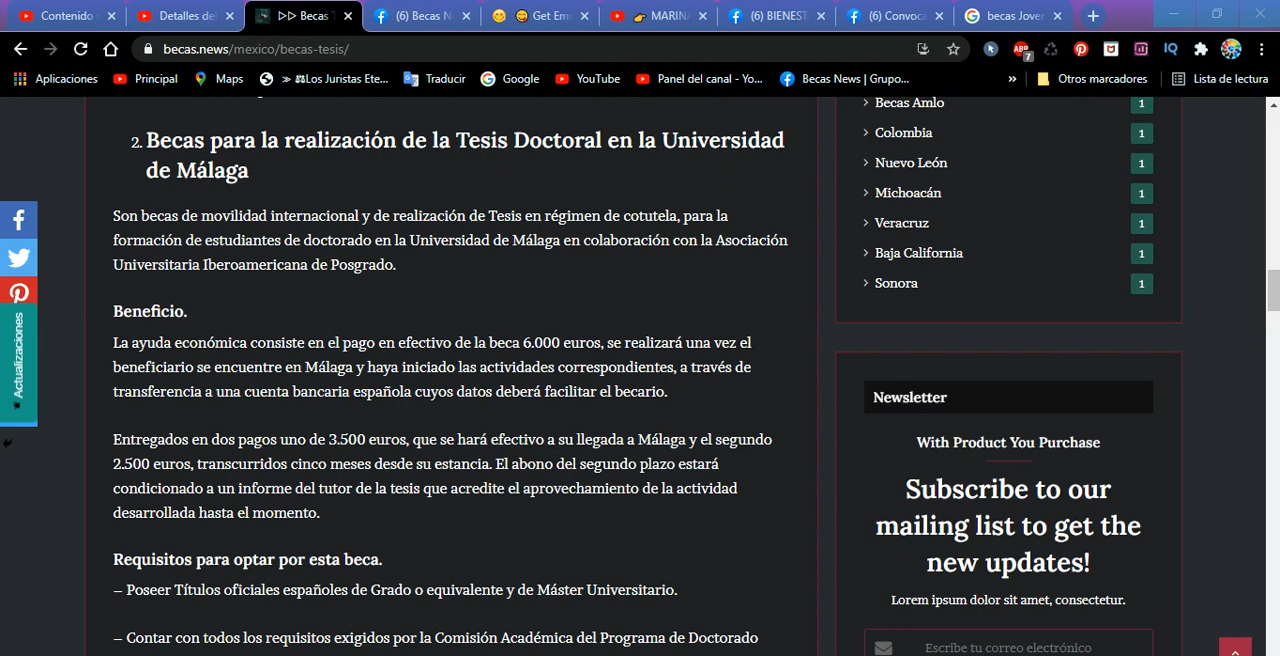 Contenido
Detalles del
▷▷ Becas T
(6) Becas N
Get Em
MARINA
(6) BIENEST
(6) Convoca
becas Jover
becas.news/mexico/becas-tesis/
ABP
7
IQ
Aplicaciones
Principal
Maps
≫ ⚖Los Juristas Ete...
Traducir
Google
YouTube
Panel del canal - Yo...
Becas News | Grupo...
»
Otros marcadores
Lista de lectura
2. Becas para la realización de la Tesis Doctoral en la Universidad
de Málaga
Son becas de movilidad internacional y de realización de Tesis en régimen de cotutela, para la
formación de estudiantes de doctorado en la Universidad de Málaga en colaboración con la Asociación
Universitaria Iberoamericana de Posgrado.
Beneficio.
La ayuda económica consiste en el pago en efectivo de la beca 6.000 euros, se realizará una vez el
beneficiario se encuentre en Málaga y haya iniciado las actividades correspondientes, a través de
transferencia a una cuenta bancaria española cuyos datos deberá facilitar el becario.
Entregados en dos pagos uno de 3.500 euros, que se hará efectivo a su llegada a Málaga y el segundo
2.500 euros, transcurridos cinco meses desde su estancia. El abono del segundo plazo estará
condicionado a un informe del tutor de la tesis que acredite el aprovechamiento de la actividad
desarrollada hasta el momento.
Requisitos para optar por esta beca.
– Poseer Títulos oficiales españoles de Grado o equivalente y de Máster Universitario.
– Contar con todos los requisitos exigidos por la Comisión Académica del Programa de Doctorado
Actualizaciones
Becas Amlo 1
Colombia 1
Nuevo León 1
Michoacán 1
Veracruz 1
Baja California 1
Sonora 1
Newsletter
With Product You Purchase
Subscribe to our
mailing list to get the
new updates!
Lorem ipsum dolor sit amet, consectetur.
Escribe tu correo electrónico